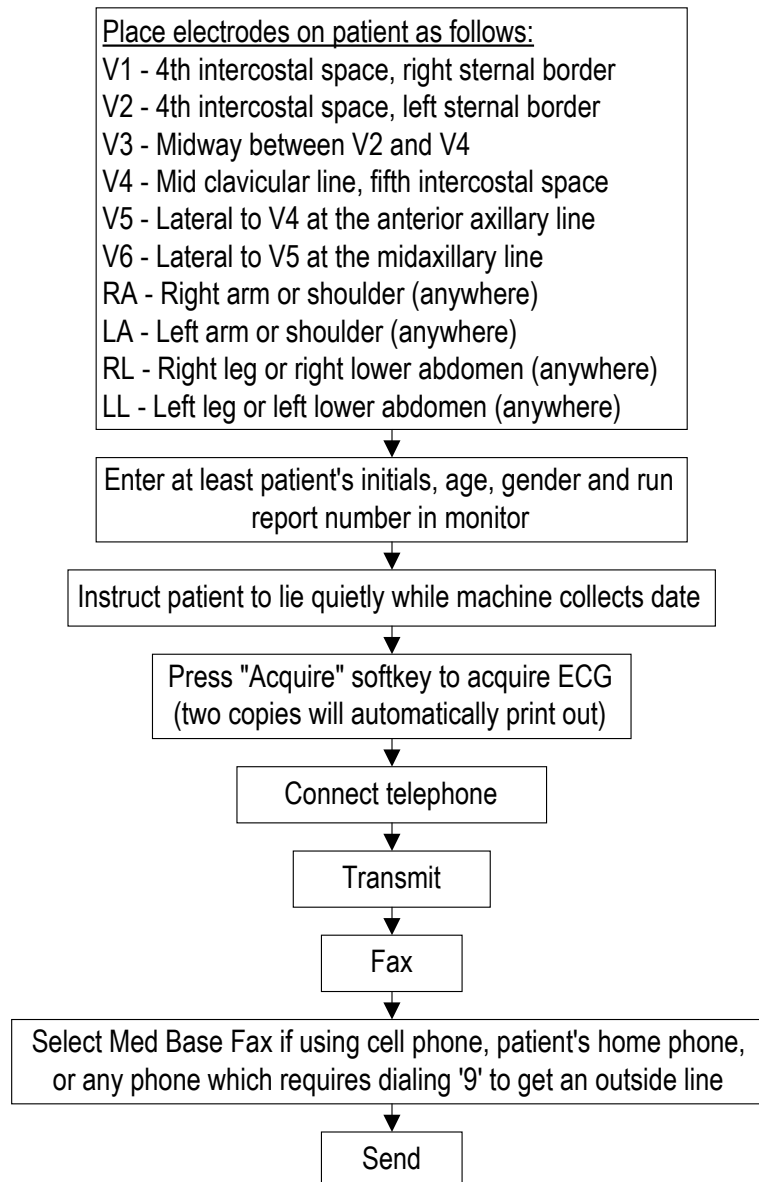 Place electrodes on patient as follows:
V1 - 4th intercostal space, right sternal border
V2 - 4th intercostal space, left sternal border
V3 - Midway between V2 and V4
V4 - Mid clavicular line, fifth intercostal space
V5 - Lateral to V4 at the anterior axillary line
V6 - Lateral to V5 at the midaxillary line
RA - Right arm or shoulder (anywhere)
LA - Left arm or shoulder (anywhere)
RL - Right leg or right lower abdomen (anywhere)
LL - Left leg or left lower abdomen (anywhere)
Enter at least patient's initials, age, gender and run
report number in monitor
Instruct patient to lie quietly while machine collects date
Press "Acquire" softkey to acquire ECG
(two copies will automatically print out)
Connect telephone
Transmit
Fax
Select Med Base Fax if using cell phone, patient's home phone,
or any phone which requires dialing '9' to get an outside line
Send